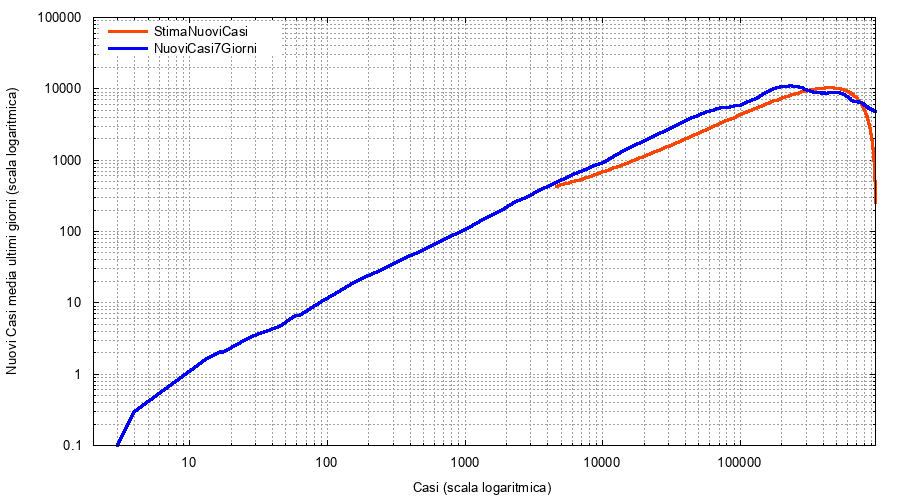 100000
10000
1000
100
10
1
0.1
StimaNuoviCasi
NuoviCasi7Giorni
Nuovi Casi media ultimi giorni (scala logaritmica)
10 100 1000 10000 100000
Casi (scala logaritmica)